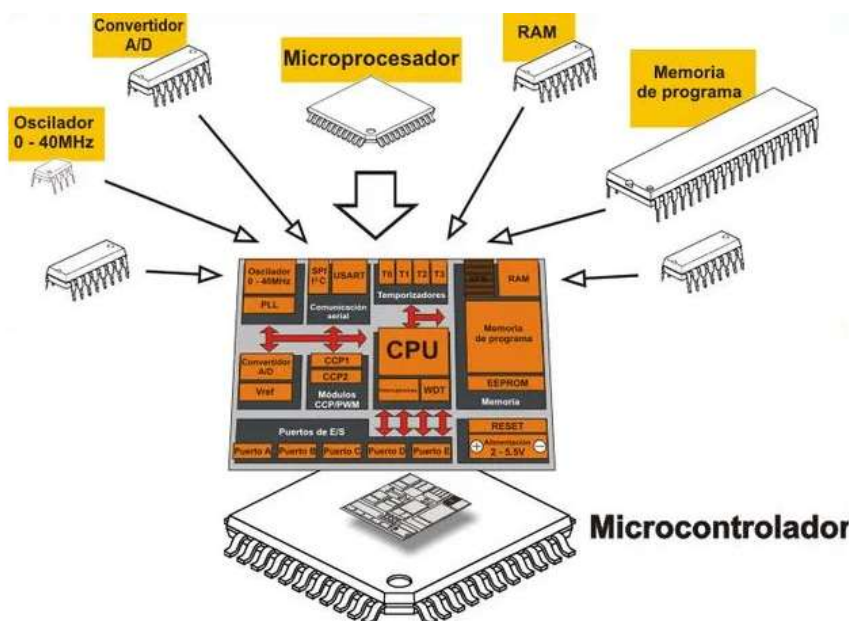 Convertidor
A/D
Microprocesador
RAM
Memoria
de programa
Oscilador
0 - 40MHz
Oscilador
0 - 40MHz
PLL
SPI
I²C
USART
Comunicación
aerial
T0 T1 T2 T3
Temporizadores
RAM
Memoria
de programa
EEPROM
Memoria
Convertidor
A/D
Vref
CCP1
CCP2
Módulos
CCP/PWM
CPU
WDT
Puertos de E/S
Puerto A Puerto B Puerto C Puerto D Puerto E
RESET
+ Alimentación -
2 - 5.5V
Microcontrolador